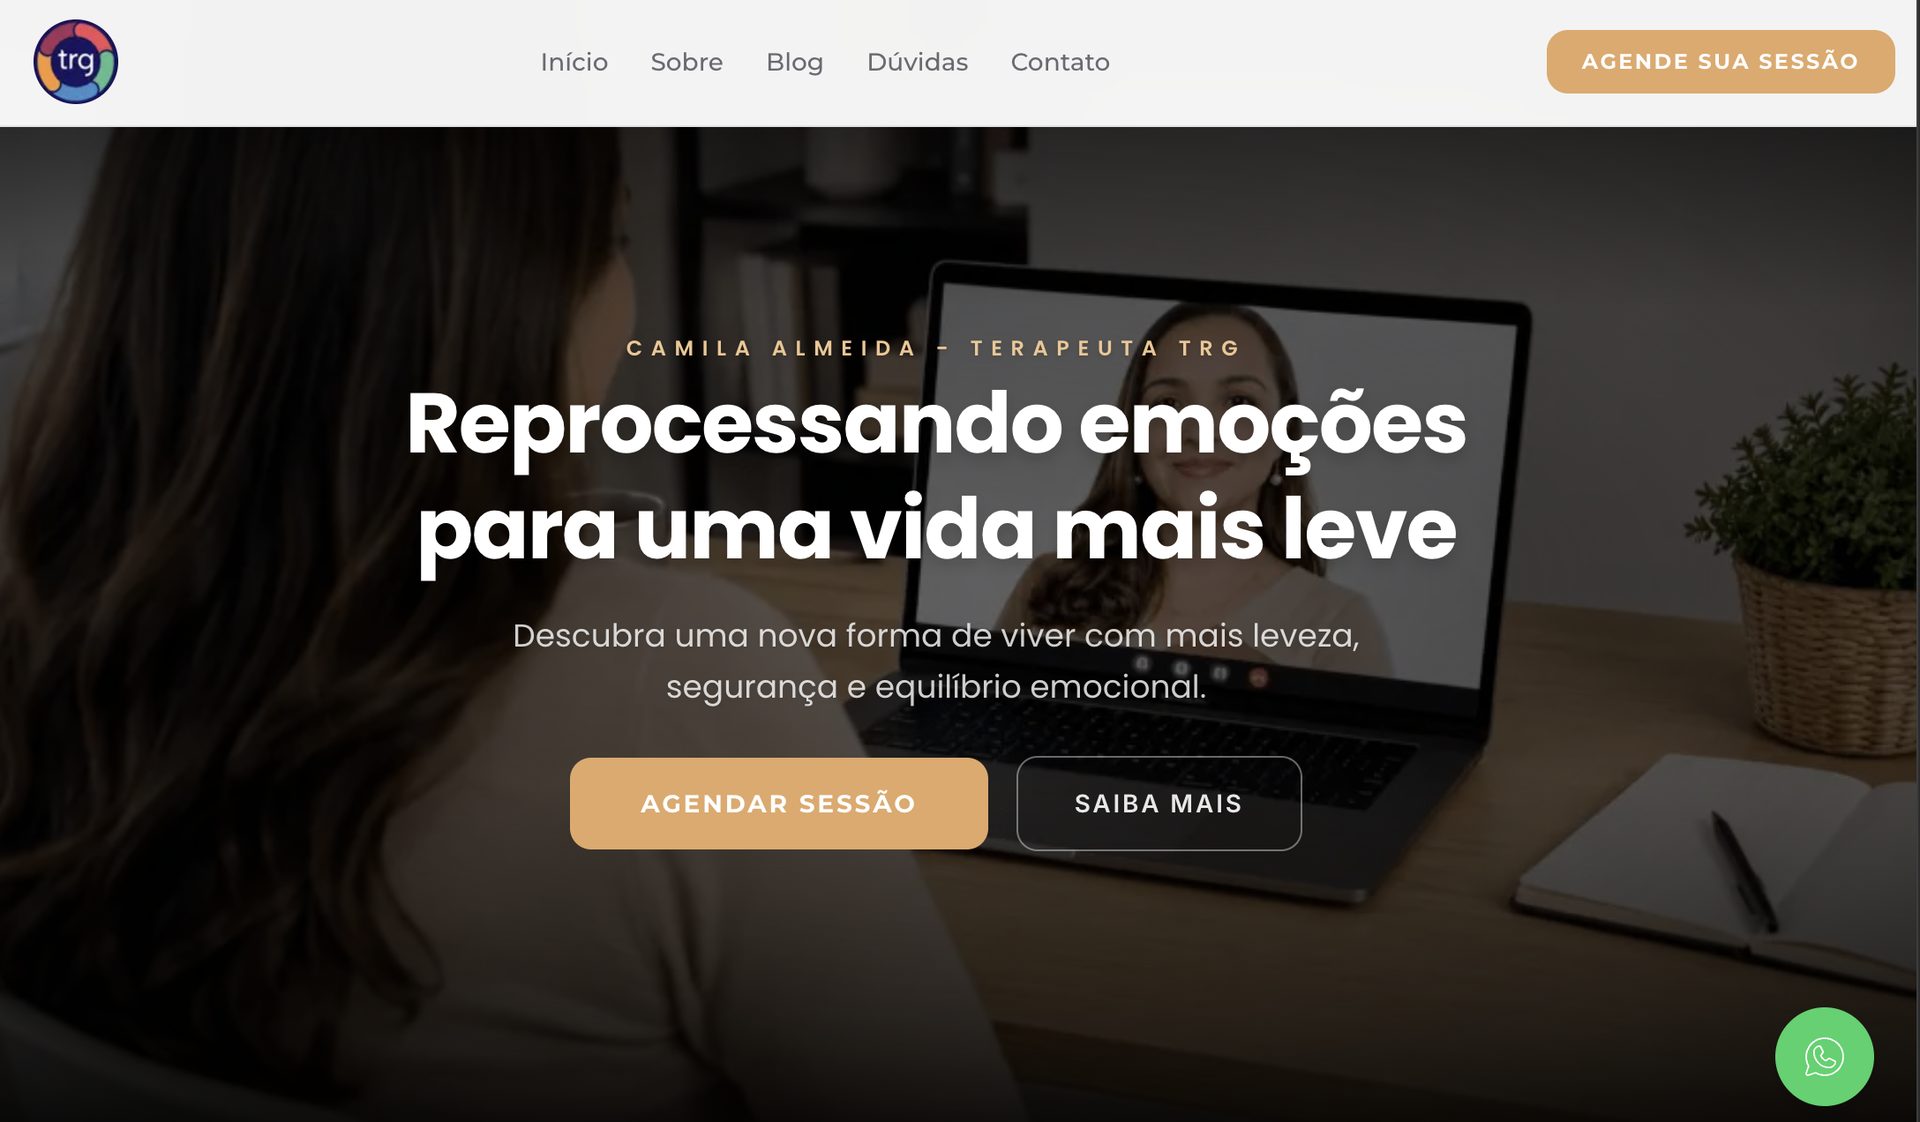 trg
Início
Sobre
Blog
Dúvidas
Contato
AGENDE SUA SESSÃO
CAMILA ALMEIDA - TERAPEUTA TRG
Reprocessando emoções
para uma vida mais leve
Descubra uma nova forma de viver com mais leveza,
segurança e equilíbrio emocional.
AGENDAR SESSÃO
SAIBA MAIS